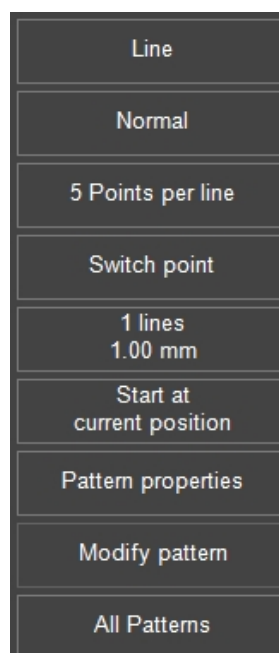 Line
Normal
5 Points per line
Switch point
1 lines
1.00 mm
Start at
current position
Pattern properties
Modify pattern
All Patterns